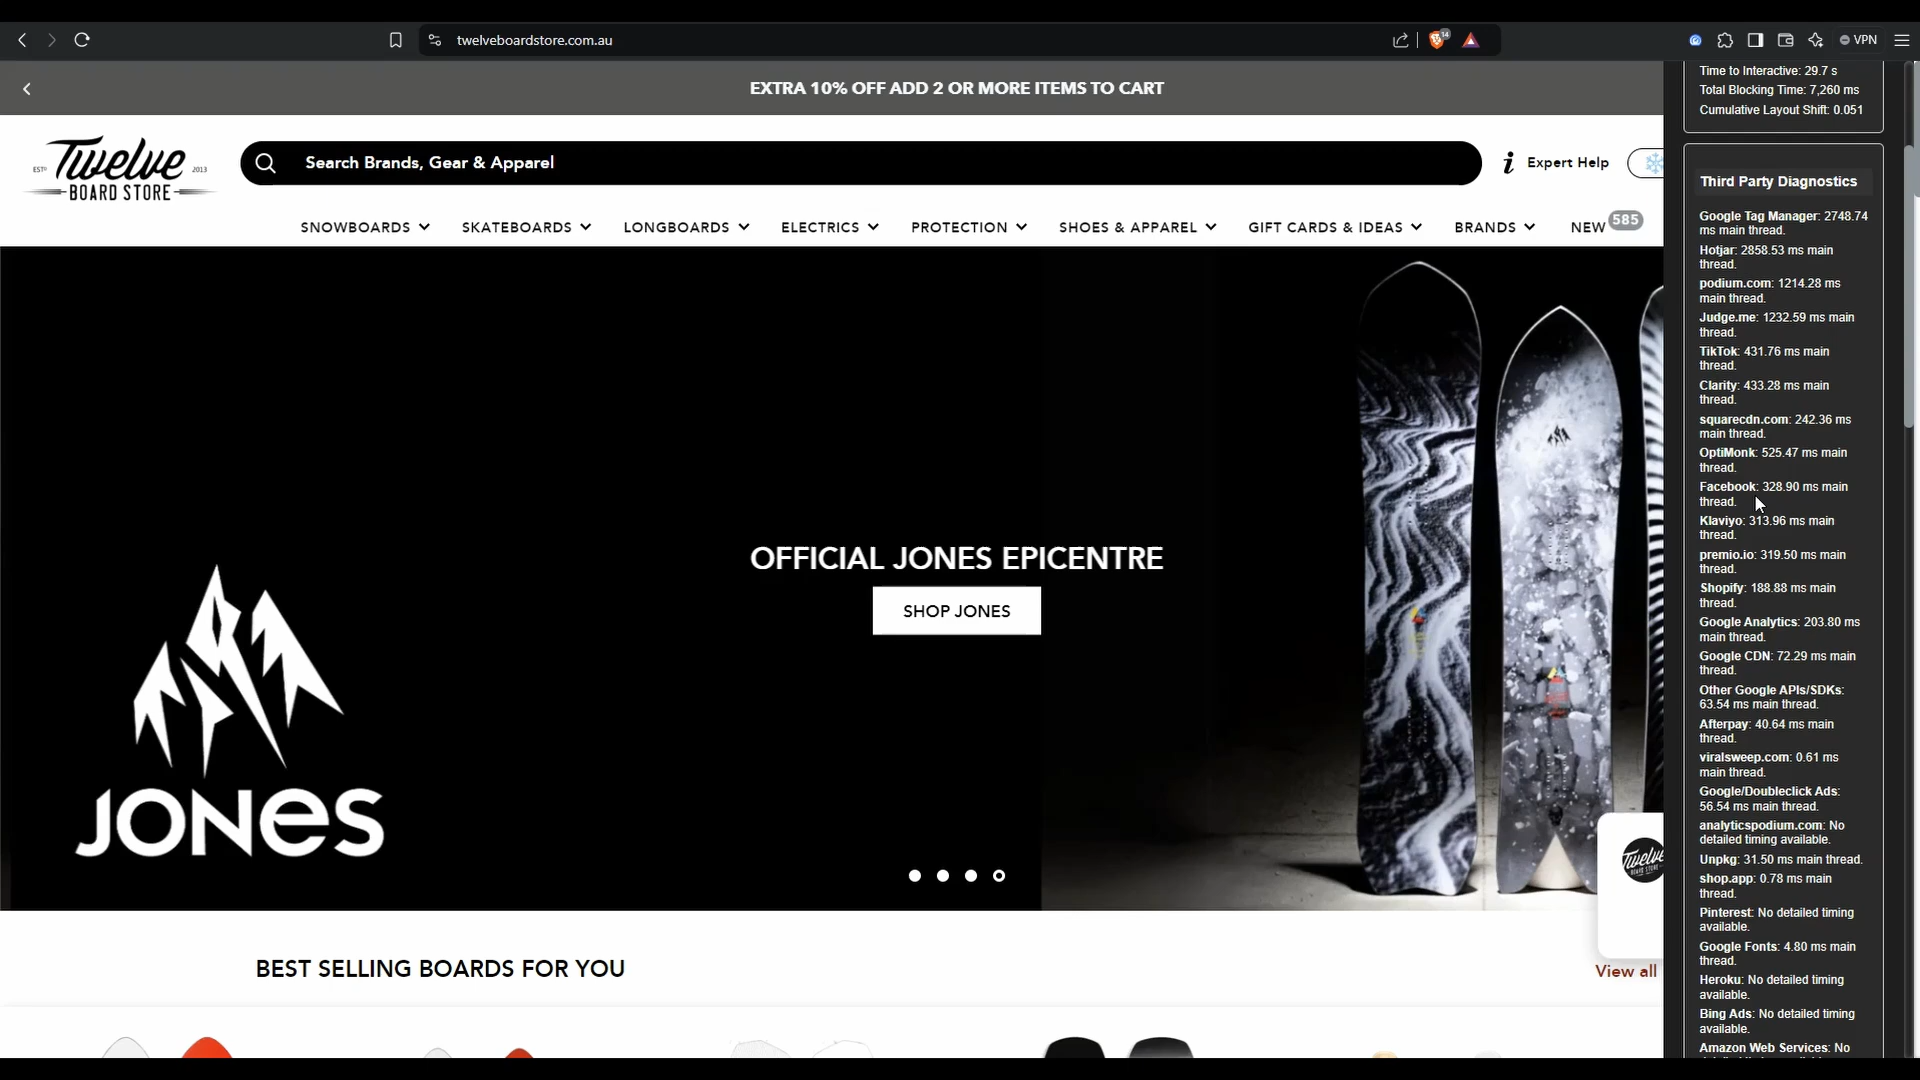 twelveboardstore.com.au
14
VPN
EXTRA 10% OFF ADD 2 OR MORE ITEMS TO CART
Twelve
ESTD
2013
BOARD STORE
Search Brands, Gear & Apparel
Expert Help
SNOWBOARDS
SKATEBOARDS
LONGBOARDS
ELECTRICS
PROTECTION
SHOES & APPAREL
GIFT CARDS & IDEAS
BRANDS
NEW
585
OFFICIAL JONES EPICENTRE
SHOP JONES
JONES
Twelve
BEST SELLING BOARDS FOR YOU
View all
Time to Interactive: 29.7 s
Total Blocking Time: 7,260 ms
Cumulative Layout Shift: 0.051
Third Party Diagnostics
Google Tag Manager: 2748.74
ms main thread.
Hotjar: 2858.53 ms main
thread.
podium.com: 1214.28 ms
main thread.
Judge.me: 1232.59 ms main
thread.
TikTok: 431.76 ms main
thread.
Clarity: 433.28 ms main
thread.
squarecdn.com: 242.36 ms
main thread.
OptiMonk: 525.47 ms main
thread.
Facebook: 328.90 ms main
thread.
Klaviyo: 313.96 ms main
thread.
premio.io: 319.50 ms main
thread.
Shopify: 188.88 ms main
thread.
Google Analytics: 203.80 ms
main thread.
Google CDN: 72.29 ms main
thread.
Other Google APIs/SDKs:
63.54 ms main thread.
Afterpay: 40.64 ms main
thread.
viralsweep.com: 0.61 ms
main thread.
Google/Doubleclick Ads:
56.54 ms main thread.
analyticspodium.com: No
detailed timing available.
Unpkg: 31.50 ms main thread.
shop.app: 0.78 ms main
thread.
Pinterest: No detailed timing
available.
Google Fonts: 4.80 ms main
thread.
Heroku: No detailed timing
available.
Bing Ads: No detailed timing
available.
Amazon Web Services: No